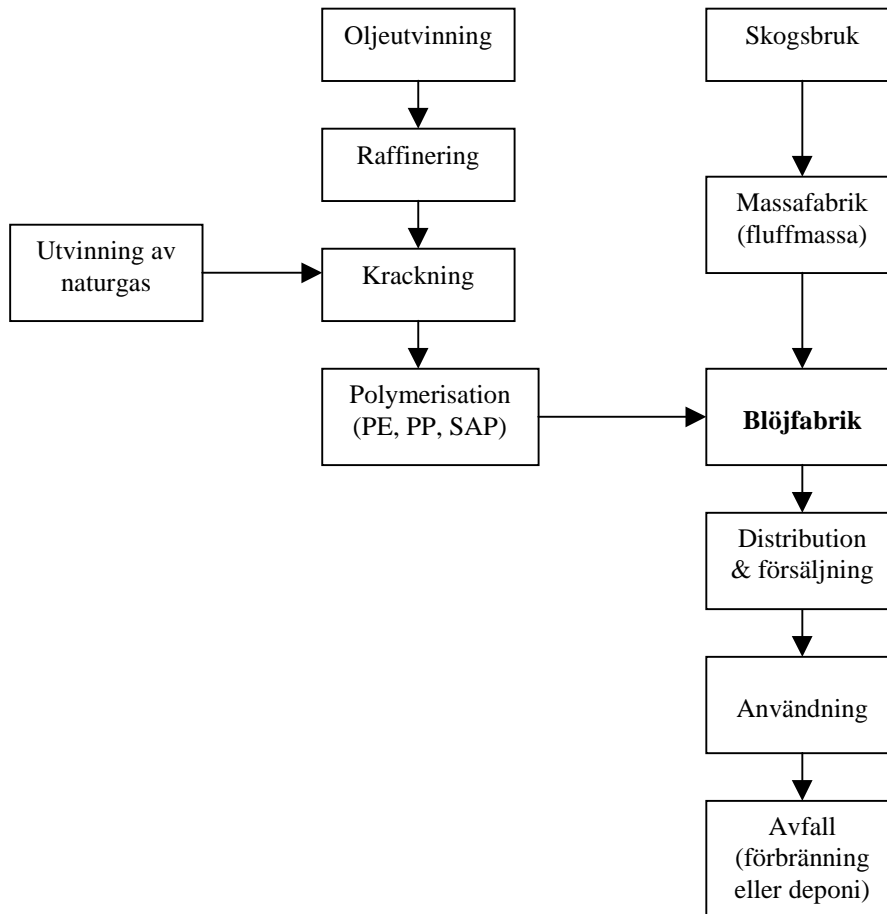 Oljeutvinning
Skogsbruk
Raffinering
Massafabrik
(fluffmassa)
Utvinning av
naturgas
Krackning
Polymerisation
(PE, PP, SAP)
Blöjfabrik
Distribution
& försäljning
Användning
Avfall
(förbränning
eller deponi)